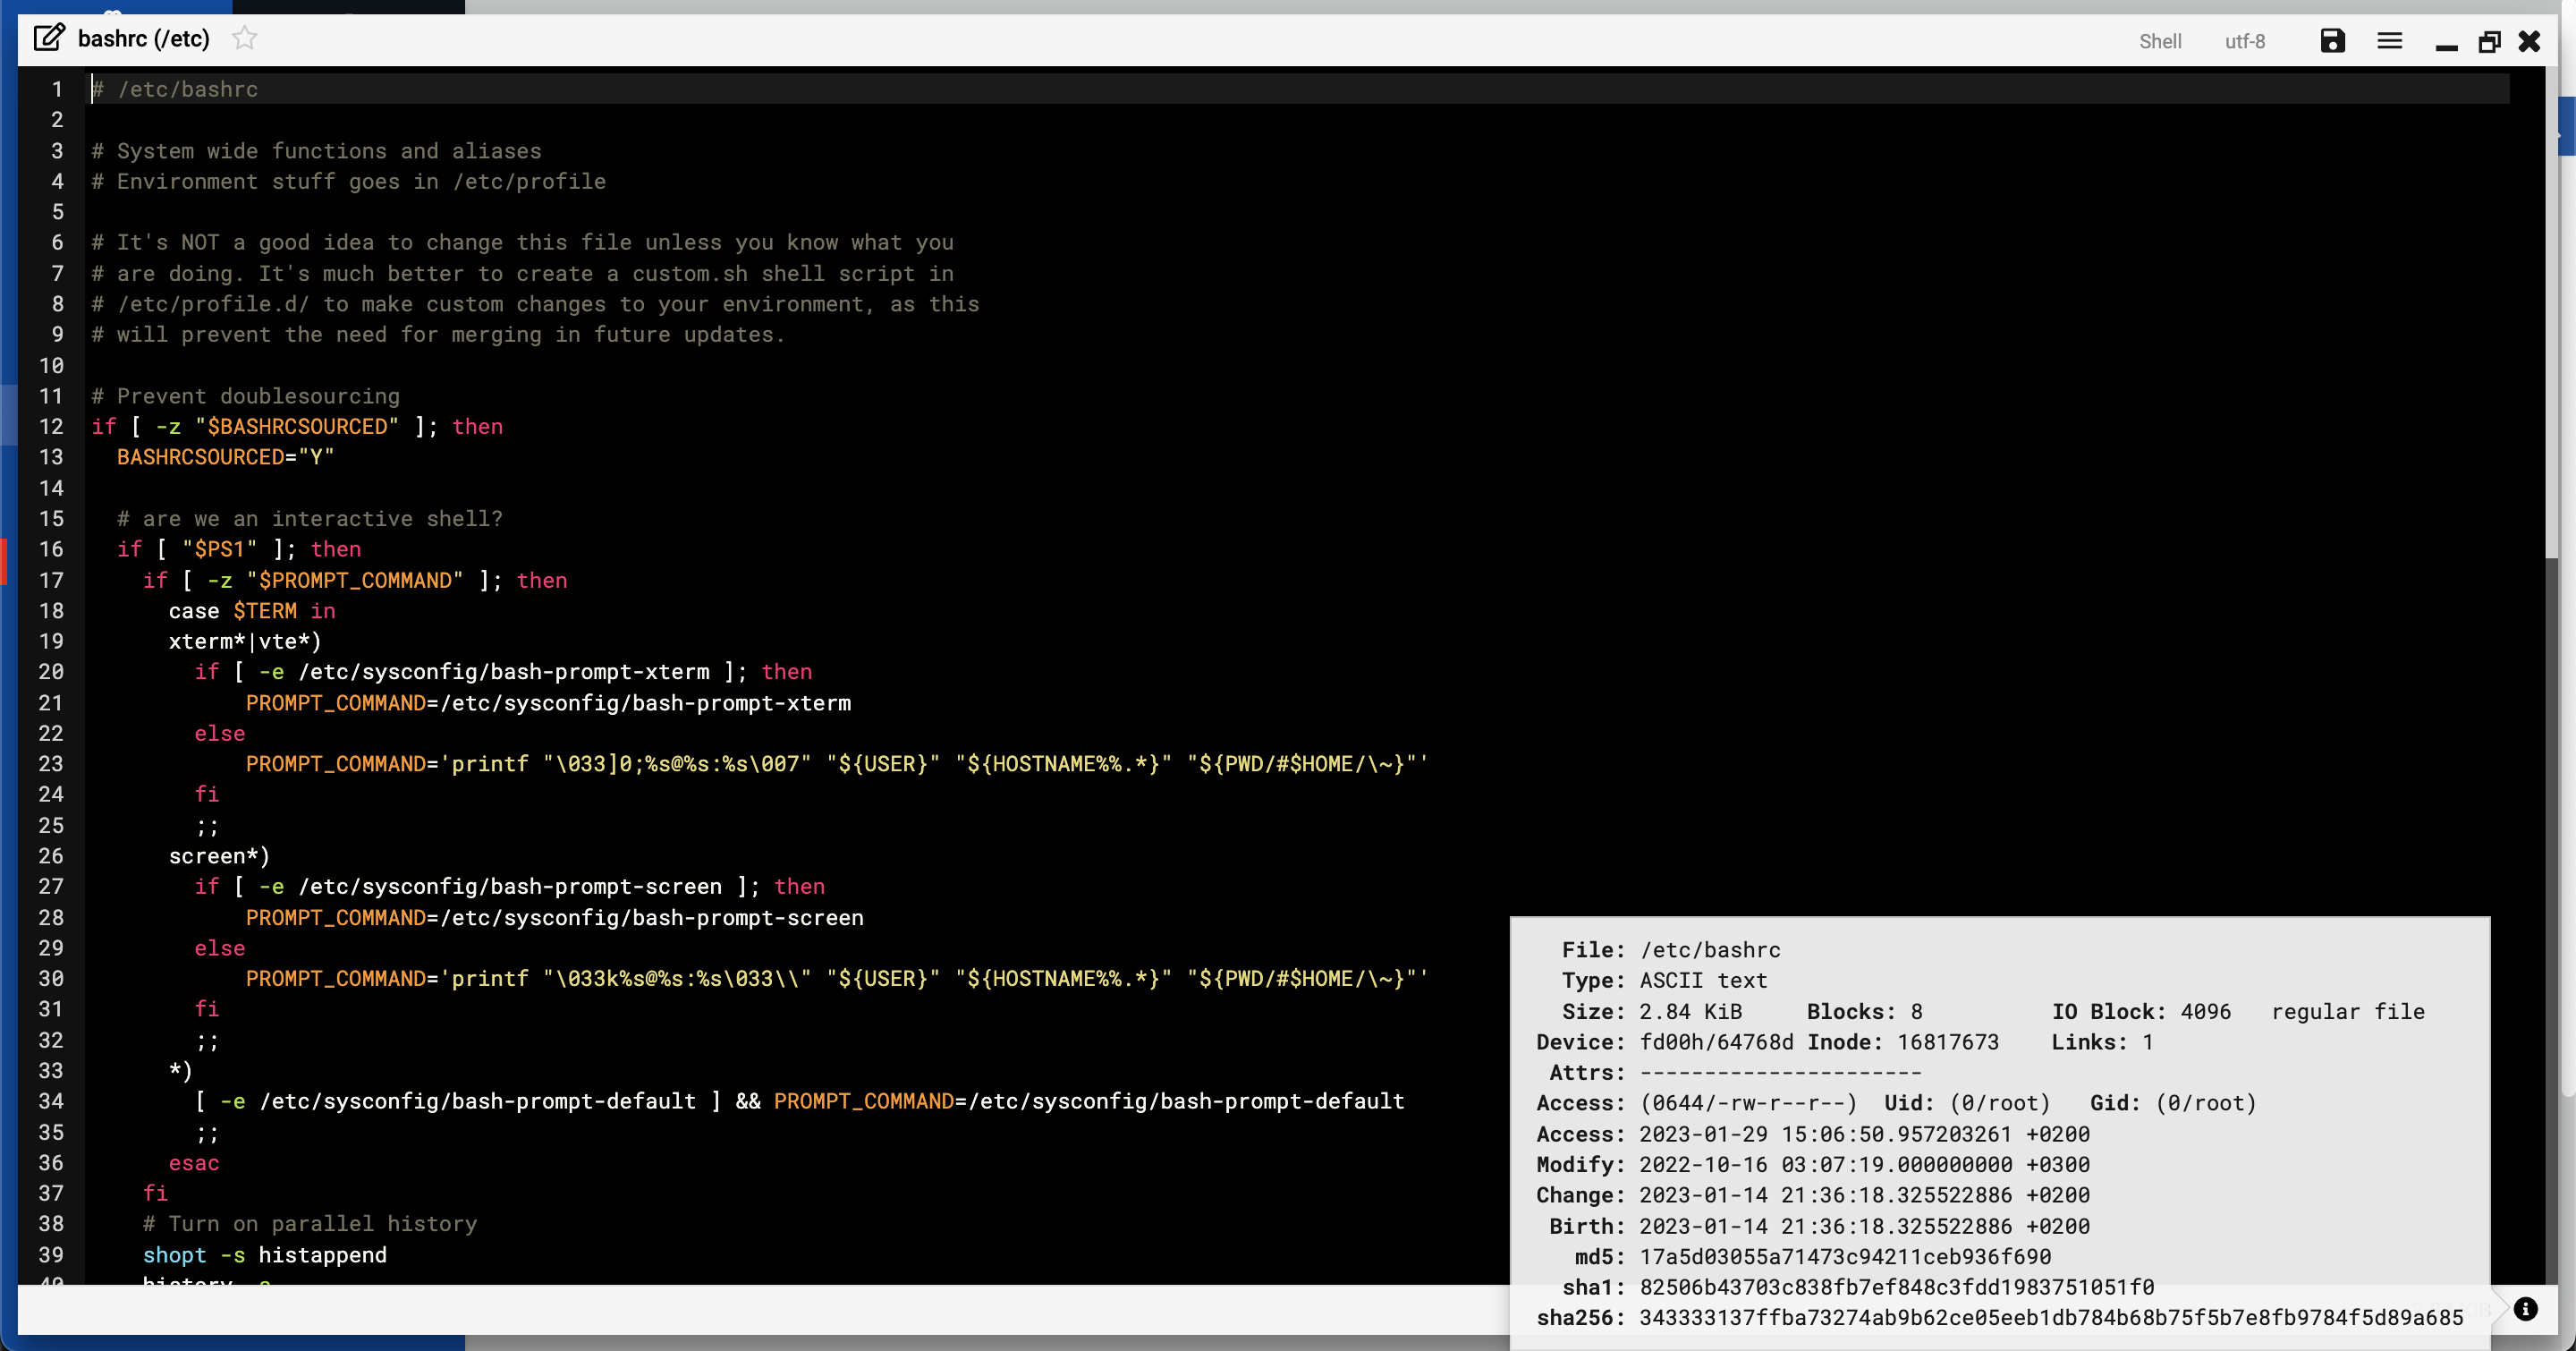 bashrc (/etc)
Shell utf-8
1 # /etc/bashrc
2
3 # System wide functions and aliases
4 # Environment stuff goes in /etc/profile
5
6 # It's NOT a good idea to change this file unless you know what you
7 # are doing. It's much better to create a custom.sh shell script in
8 # /etc/profile.d/ to make custom changes to your environment, as this
9 # will prevent the need for merging in future updates.
10
11 # Prevent doublesourcing
12 if [ -z "$BASHRCSOURCED" ]; then
13 BASHRCSOURCED="Y"
14
15 # are we an interactive shell?
16 if [ "$PS1" ]; then
17 if [ -z "$PROMPT_COMMAND" ]; then
18 case $TERM in
19 xterm*|vte*)
20 if [ -e /etc/sysconfig/bash-prompt-xterm ]; then
21 PROMPT_COMMAND=/etc/sysconfig/bash-prompt-xterm
22 else
23 PROMPT_COMMAND='printf "\033]0;%s@%s:%s\007" "${USER}" "${HOSTNAME%%.*}" "${PWD/#$HOME/\~}"'
24 fi
25 ;;
26 screen*)
27 if [ -e /etc/sysconfig/bash-prompt-screen ]; then
28 PROMPT_COMMAND=/etc/sysconfig/bash-prompt-screen
29 else
30 PROMPT_COMMAND='printf "\033k%s@%s:%s\033\\" "${USER}" "${HOSTNAME%%.*}" "${PWD/#$HOME/\~}"'
31 fi
32 ;;
33 *)
34 [ -e /etc/sysconfig/bash-prompt-default ] && PROMPT_COMMAND=/etc/sysconfig/bash-prompt-default
35 ;;
36 esac
37 fi
38 # Turn on parallel history
39 shopt -s histappend
40 history -a
File: /etc/bashrc
Type: ASCII text
Size: 2.84 KiB Blocks: 8 IO Block: 4096 regular file
Device: fd00h/64768d Inode: 16817673 Links: 1
Attrs: ----------------------
Access: (0644/-rw-r--r--) Uid: (0/root) Gid: (0/root)
Access: 2023-01-29 15:06:50.957203261 +0200
Modify: 2022-10-16 03:07:19.000000000 +0300
Change: 2023-01-14 21:36:18.325522886 +0200
Birth: 2023-01-14 21:36:18.325522886 +0200
md5: 17a5d03055a71473c94211ceb936f690
sha1: 82506b43703c838fb7ef848c3fdd1983751051f0
sha256: 343333137ffba73274ab9b62ce05eeb1db784b68b75f5b7e8fb9784f5d89a685